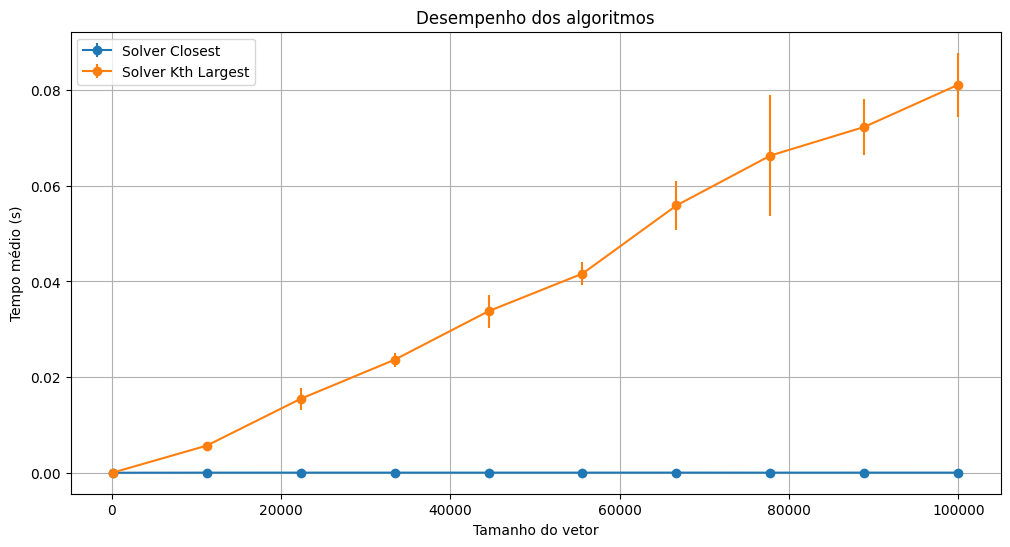 Desempenho dos algoritmos
Solver Closest
Solver Kth Largest
Tempo médio (s)
0.08
0.06
0.04
0.02
0.00
0 20000 40000 60000 80000 100000
Tamanho do vetor